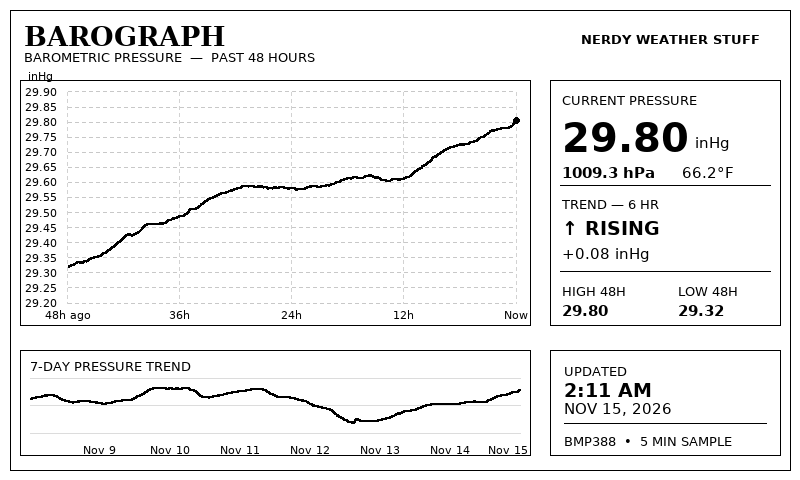 BAROGRAPH
BAROMETRIC PRESSURE — PAST 48 HOURS
NERDY WEATHER STUFF
inHg
29.90
29.85
29.80
29.75
29.70
29.65
29.60
29.55
29.50
29.45
29.40
29.35
29.30
29.25
29.20
48h ago 36h 24h 12h Now
CURRENT PRESSURE
29.80 inHg
1009.3 hPa 66.2°F
TREND — 6 HR
↑ RISING
+0.08 inHg
HIGH 48H LOW 48H
29.80 29.32
7-DAY PRESSURE TREND
Nov 9 Nov 10 Nov 11 Nov 12 Nov 13 Nov 14 Nov 15
UPDATED
2:11 AM
NOV 15, 2026
BMP388 • 5 MIN SAMPLE